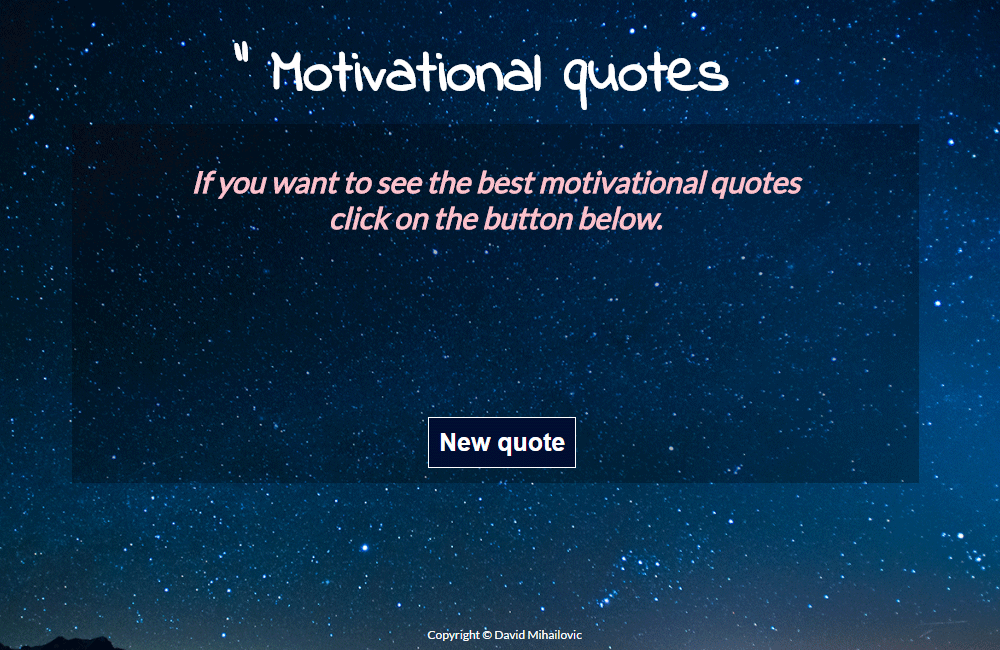 " Motivational quotes
If you want to see the best motivational quotes
click on the button below.
New quote
Copyright © David Mihailovic